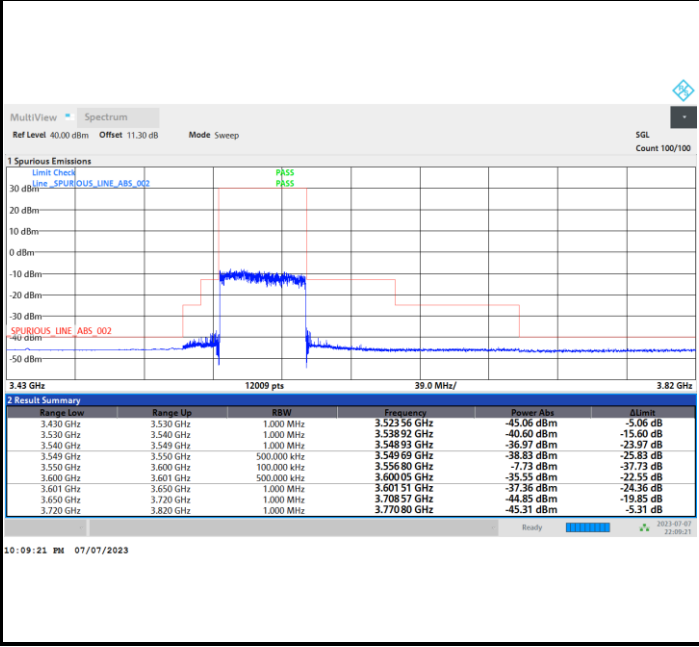 MultiView Spectrum
Ref Level 40.00 dBm Offset 11.30 dB Mode Sweep SGL
Count 100/100
1 Spurious Emissions
Limit Check PASS
Line _SPURIOUS_LINE_ABS_002 PASS
30 dBm
20 dBm
10 dBm
0 dBm
-10 dBm
-20 dBm
-30 dBm
_SPURIOUS_LINE_ABS_002
-40 dBm
-50 dBm
3.43 GHz 12009 pts 39.0 MHz/ 3.82 GHz
2 Result Summary
Range Low Range Up RBW Frequency Power Abs ΔLimit
3.430 GHz 3.530 GHz 1.000 MHz 3.523 56 GHz -45.06 dBm -5.06 dB
3.530 GHz 3.540 GHz 1.000 MHz 3.538 92 GHz -40.60 dBm -15.60 dB
3.540 GHz 3.549 GHz 1.000 MHz 3.548 93 GHz -36.97 dBm -23.97 dB
3.549 GHz 3.550 GHz 500.000 kHz 3.549 69 GHz -38.83 dBm -25.83 dB
3.550 GHz 3.600 GHz 100.000 kHz 3.556 80 GHz -7.73 dBm -37.73 dB
3.600 GHz 3.601 GHz 500.000 kHz 3.600 05 GHz -35.55 dBm -22.55 dB
3.601 GHz 3.650 GHz 1.000 MHz 3.601 51 GHz -37.36 dBm -24.36 dB
3.650 GHz 3.720 GHz 1.000 MHz 3.708 57 GHz -44.85 dBm -19.85 dB
3.720 GHz 3.820 GHz 1.000 MHz 3.770 80 GHz -45.31 dBm -5.31 dB
Ready 2023-07-07
22:09:21
10:09:21 PM 07/07/2023